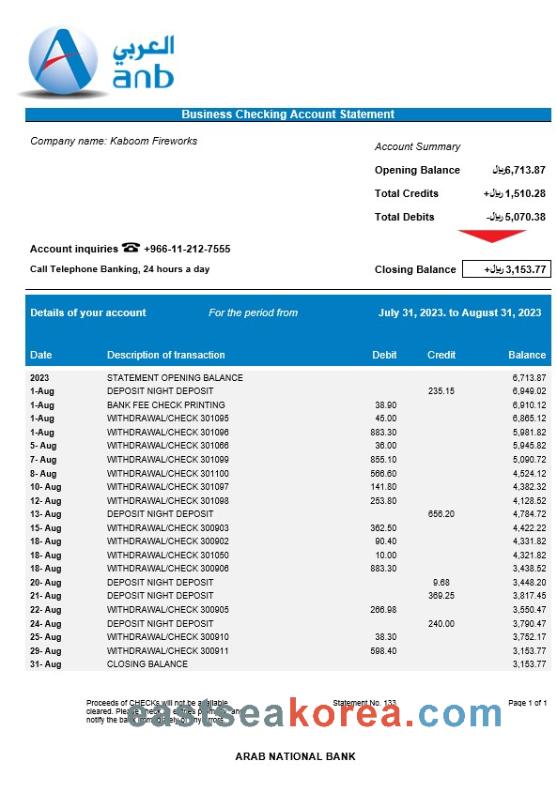 العربي
anb
Business Checking Account Statement
Company name: Kaboom Fireworks
Account Summary
Opening Balance ﷼6,713.87
Total Credits +﷼1,510.28
Total Debits -﷼5,070.38
Account inquiries ☎ +966-11-212-7555
Call Telephone Banking, 24 hours a day
Closing Balance +﷼3,153.77
Details of your account For the period from July 31, 2023. to August 31, 2023
Date Description of transaction Debit Credit Balance
2023 STATEMENT OPENING BALANCE 6,713.87
1-Aug DEPOSIT NIGHT DEPOSIT 235.15 6,949.02
1-Aug BANK FEE CHECK PRINTING 38.90 6,910.12
1-Aug WITHDRAWAL/CHECK 301095 45.00 6,865.12
1-Aug WITHDRAWAL/CHECK 301096 883.30 5,981.82
5- Aug WITHDRAWAL/CHECK 301066 36.00 5,945.82
7- Aug WITHDRAWAL/CHECK 301099 855.10 5,090.72
8- Aug WITHDRAWAL/CHECK 301100 566.60 4,524.12
10- Aug WITHDRAWAL/CHECK 301097 141.80 4,382.32
12- Aug WITHDRAWAL/CHECK 301098 253.80 4,128.52
13- Aug DEPOSIT NIGHT DEPOSIT 656.20 4,784.72
15- Aug WITHDRAWAL/CHECK 300903 362.50 4,422.22
18- Aug WITHDRAWAL/CHECK 300902 90.40 4,331.82
18- Aug WITHDRAWAL/CHECK 301050 10.00 4,321.82
18- Aug WITHDRAWAL/CHECK 300906 883.30 3,438.52
20- Aug DEPOSIT NIGHT DEPOSIT 9.68 3,448.20
21- Aug DEPOSIT NIGHT DEPOSIT 369.25 3,817.45
22- Aug WITHDRAWAL/CHECK 300905 266.98 3,550.47
24- Aug DEPOSIT NIGHT DEPOSIT 240.00 3,790.47
25- Aug WITHDRAWAL/CHECK 300910 38.30 3,752.17
29- Aug WITHDRAWAL/CHECK 300911 598.40 3,153.77
31- Aug CLOSING BALANCE 3,153.77
Proceeds of CHECKs will not be available Statement No. 133 Page 1 of 1
cleared. Please check all entries
notify the bank immediately of any errors
eastseakorea.com
ARAB NATIONAL BANK